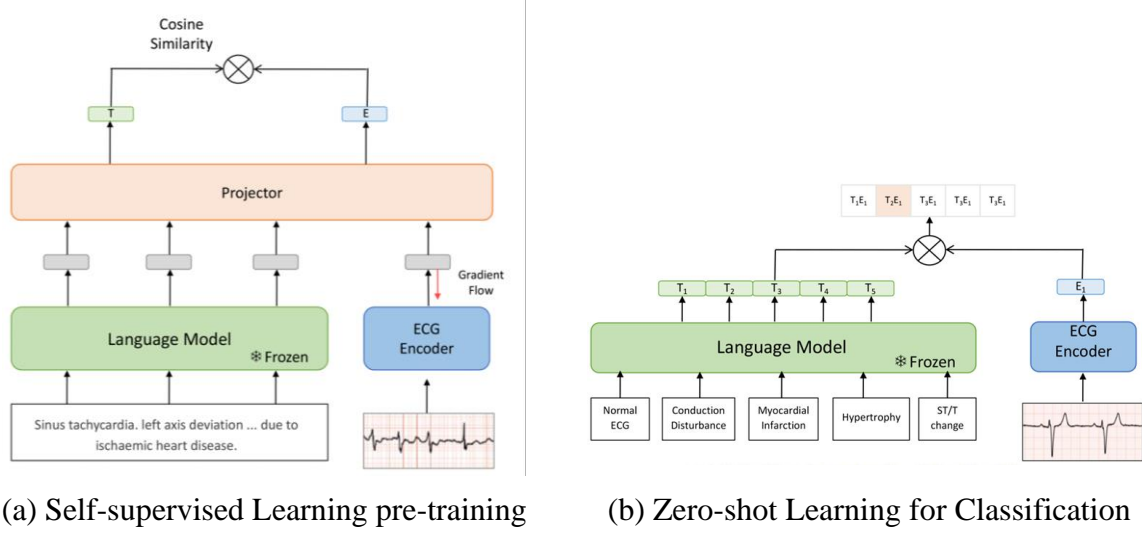 Cosine
Similarity
T
E
Projector
Gradient
Flow
Language Model
❄ Frozen
ECG
Encoder
Sinus tachycardia. left axis deviation ... due to
ischaemic heart disease.
(a) Self-supervised Learning pre-training
T₁E₁ T₂E₁ T₃E₁ T₃E₁ T₃E₁
T₁ T₂ T₃ T₄ T₅
E₁
Language Model
❄ Frozen
ECG
Encoder
Normal
ECG
Conduction
Disturbance
Myocardial
Infarction
Hypertrophy
ST/T
change
(b) Zero-shot Learning for Classification